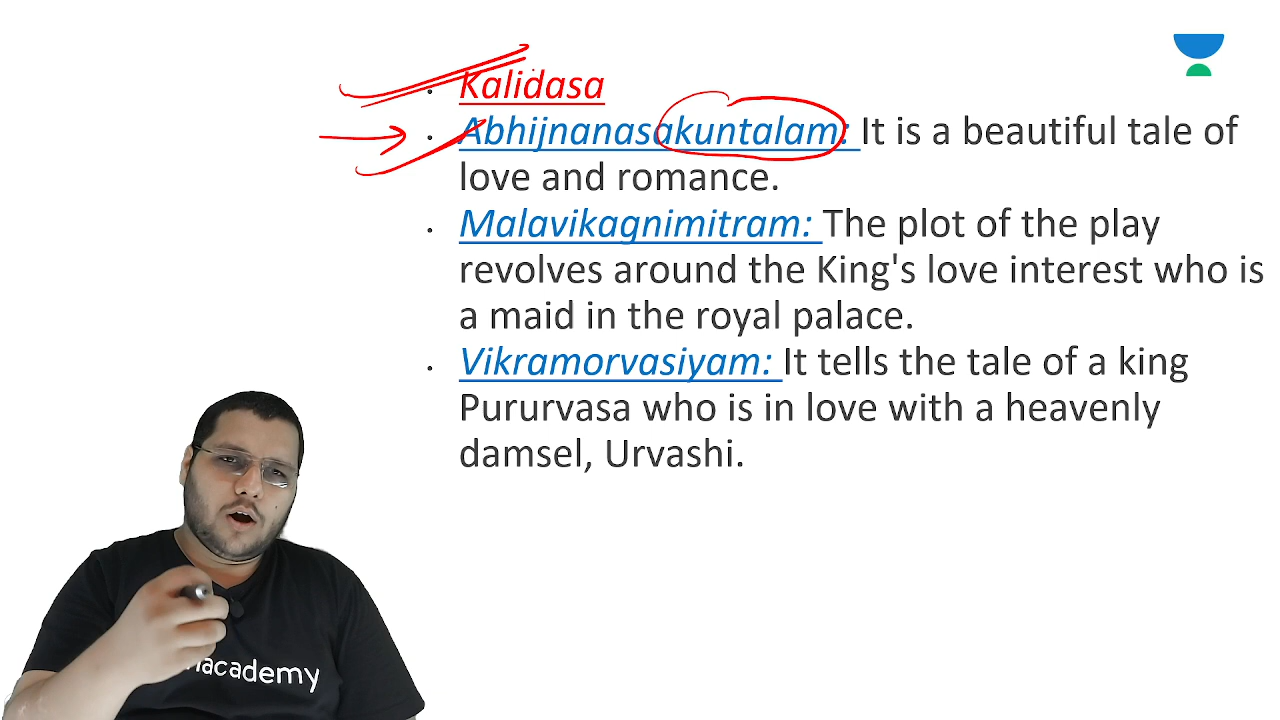 Kalidasa
Abhijnanasakuntalam: It is a beautiful tale of
love and romance.
Malavikagnimitram: The plot of the play
revolves around the King's love interest who is
a maid in the royal palace.
Vikramorvasiyam: It tells the tale of a king
Pururvasa who is in love with a heavenly
damsel, Urvashi.
nacademy